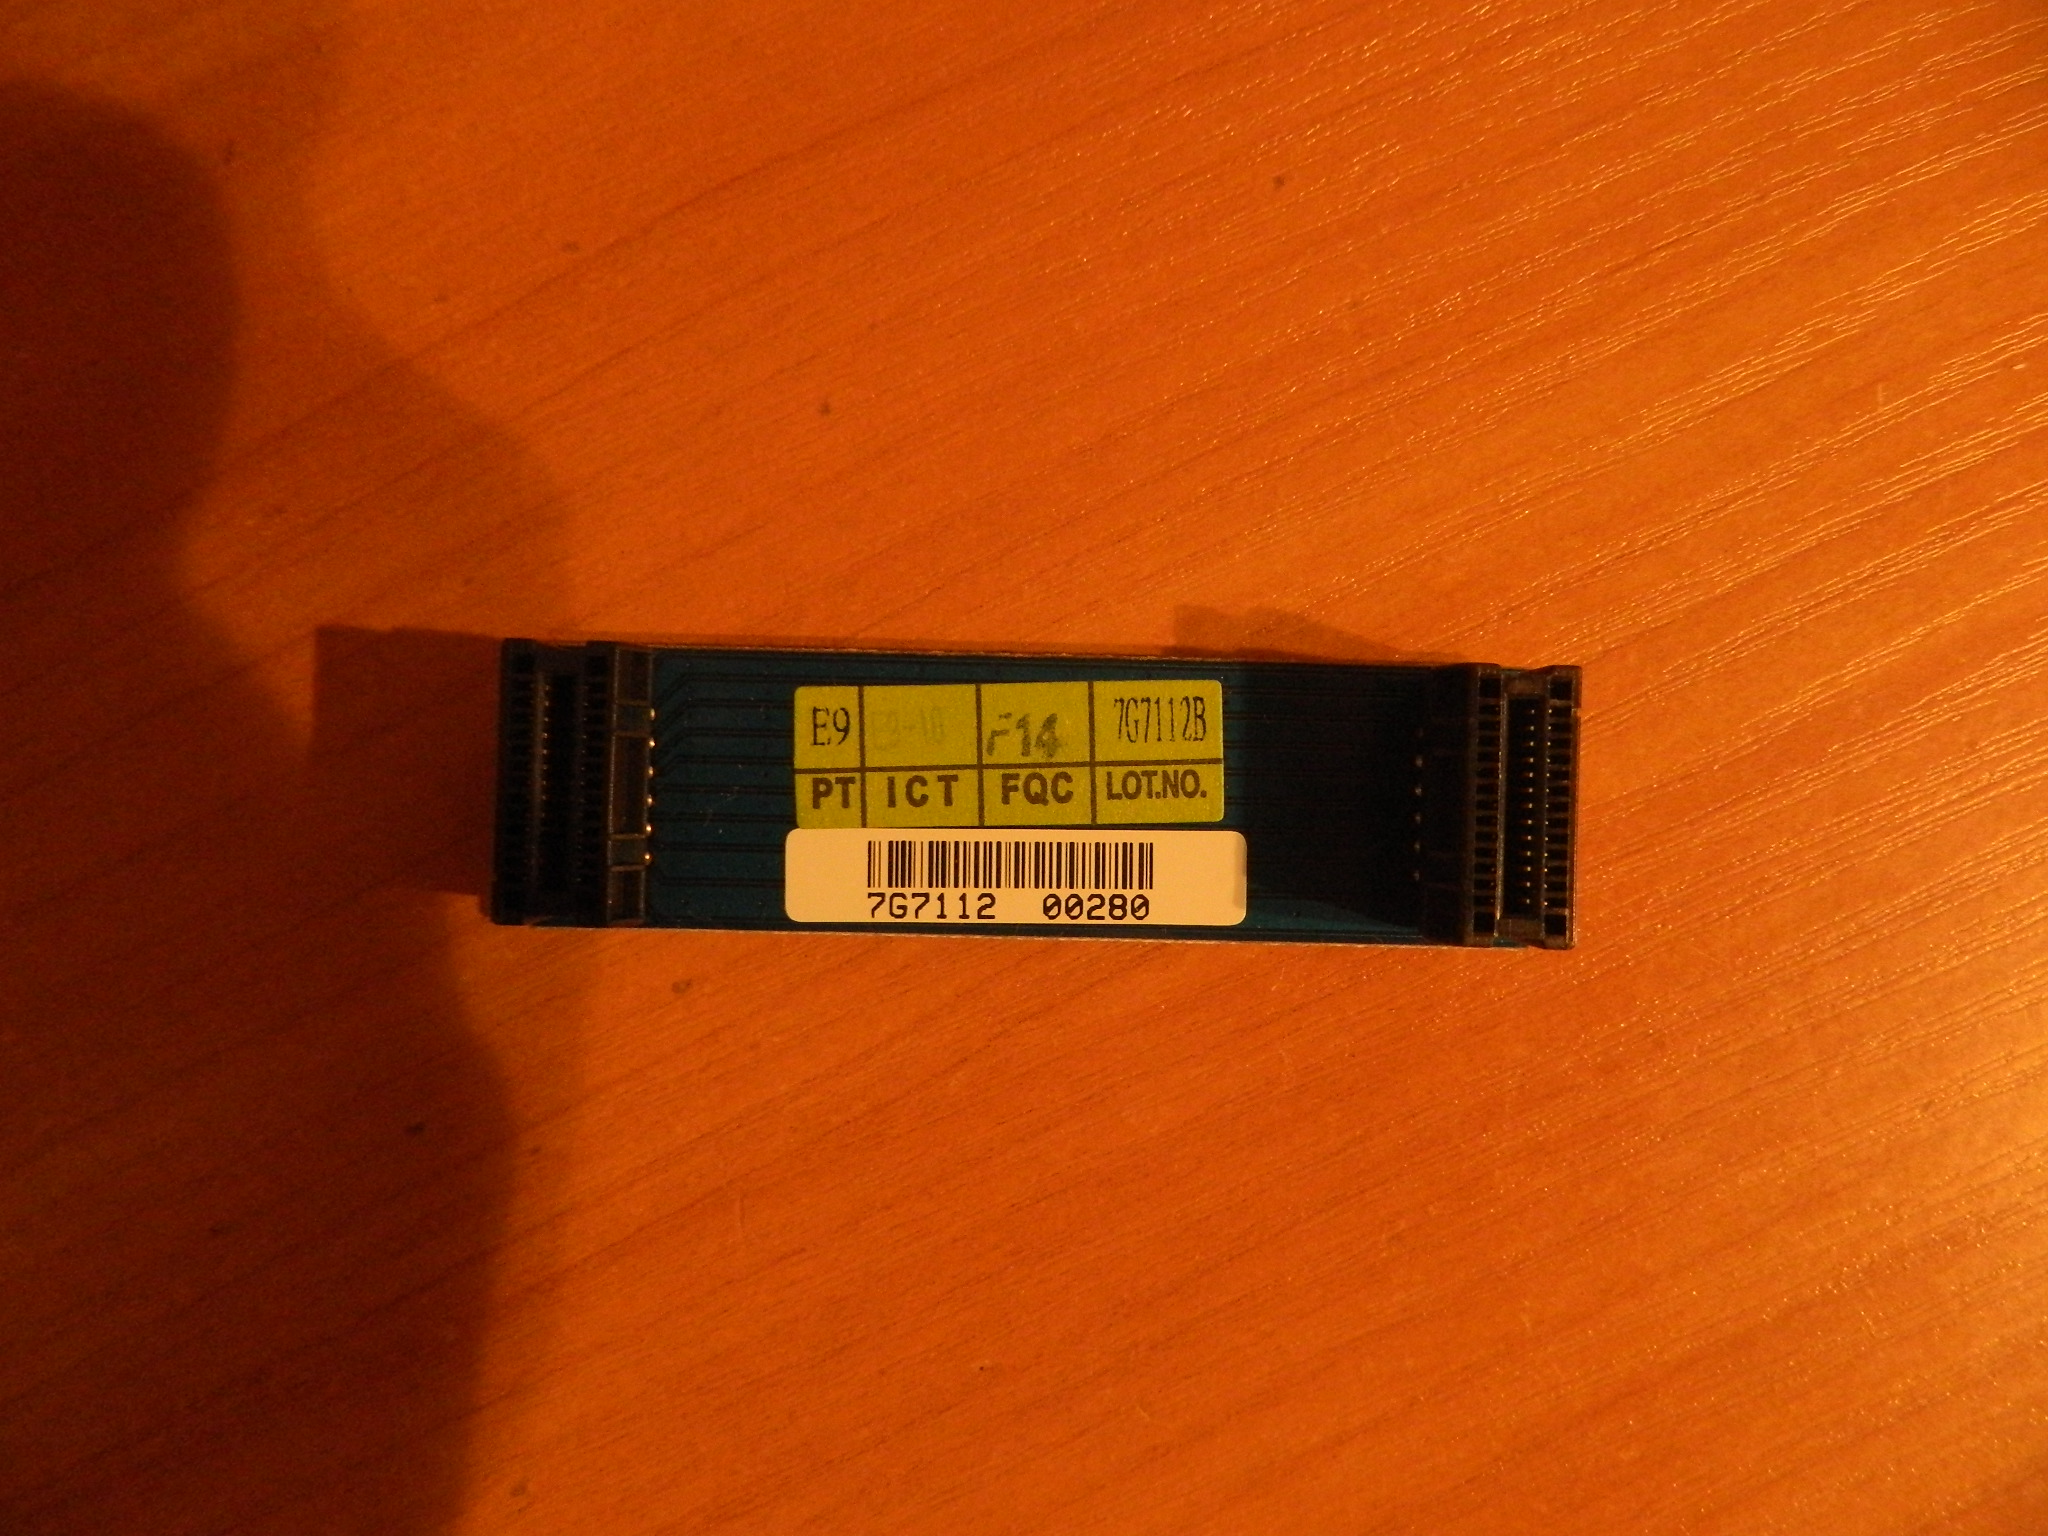 E9 F14 7G7112B
PT ICT FQC LOT.NO.
7G7112 00280